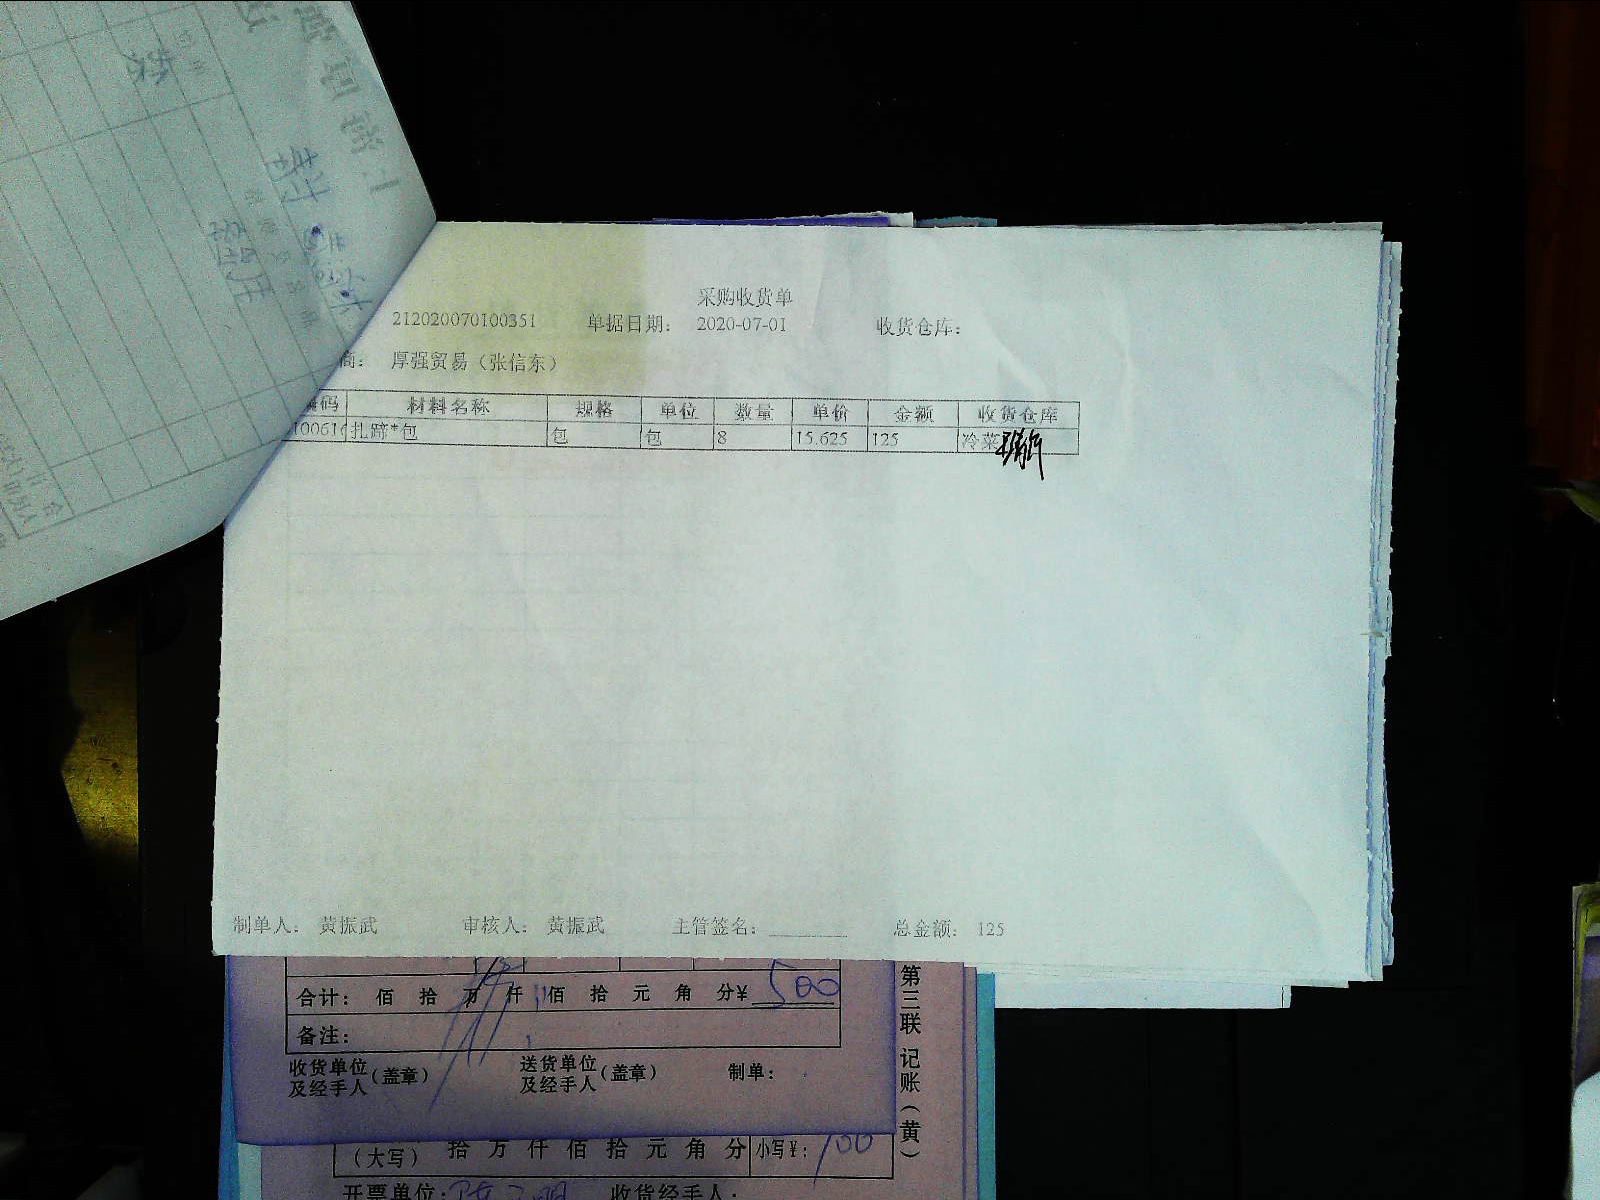 采购收货单
212020070100351 单据日期： 2020-07-01 收货仓库：
商： 厚强贸易（张信东）
编码 材料名称 规格 单位 数量 单价 金额 收货仓库
100616 扎蹄*包 包 包 8 15.625 125 冷菜
制单人： 黄振武 审核人： 黄振武 主管签名： 总金额： 125
合计： 佰 拾 万 仟 佰 拾 元 角 分¥ 500
备注：
收货单位及经手人（盖章） 送货单位及经手人（盖章） 制单：
第三联 记账（黄）
（大写） 拾 万 仟 佰 拾 元 角 分 小写¥： 100
开票单位： 收货经手人：